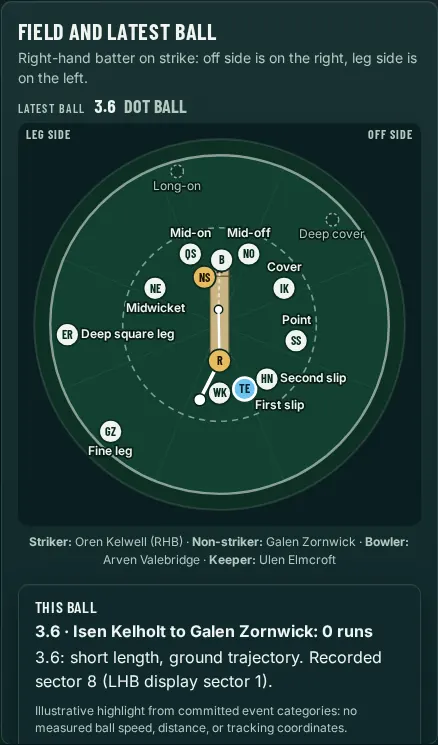 FIELD AND LATEST BALL
Right-hand batter on strike: off side is on the right, leg side is
on the left.
LATEST BALL 3.6 DOT BALL
LEG SIDE OFF SIDE
Long-on
Deep cover
Mid-on Mid-off
QS B NO
NS
Cover
NE IK
Midwicket
Point
ER Deep square leg SS
R
HN Second slip
WK TE
First slip
GZ
Fine leg
Striker: Oren Kelwell (RHB) · Non-striker: Galen Zornwick · Bowler:
Arven Valebridge · Keeper: Ulen Elmcroft
THIS BALL
3.6 · Isen Kelholt to Galen Zornwick: 0 runs
3.6: short length, ground trajectory. Recorded
sector 8 (LHB display sector 1).
Illustrative highlight from committed event categories: no
measured ball speed, distance, or tracking coordinates.